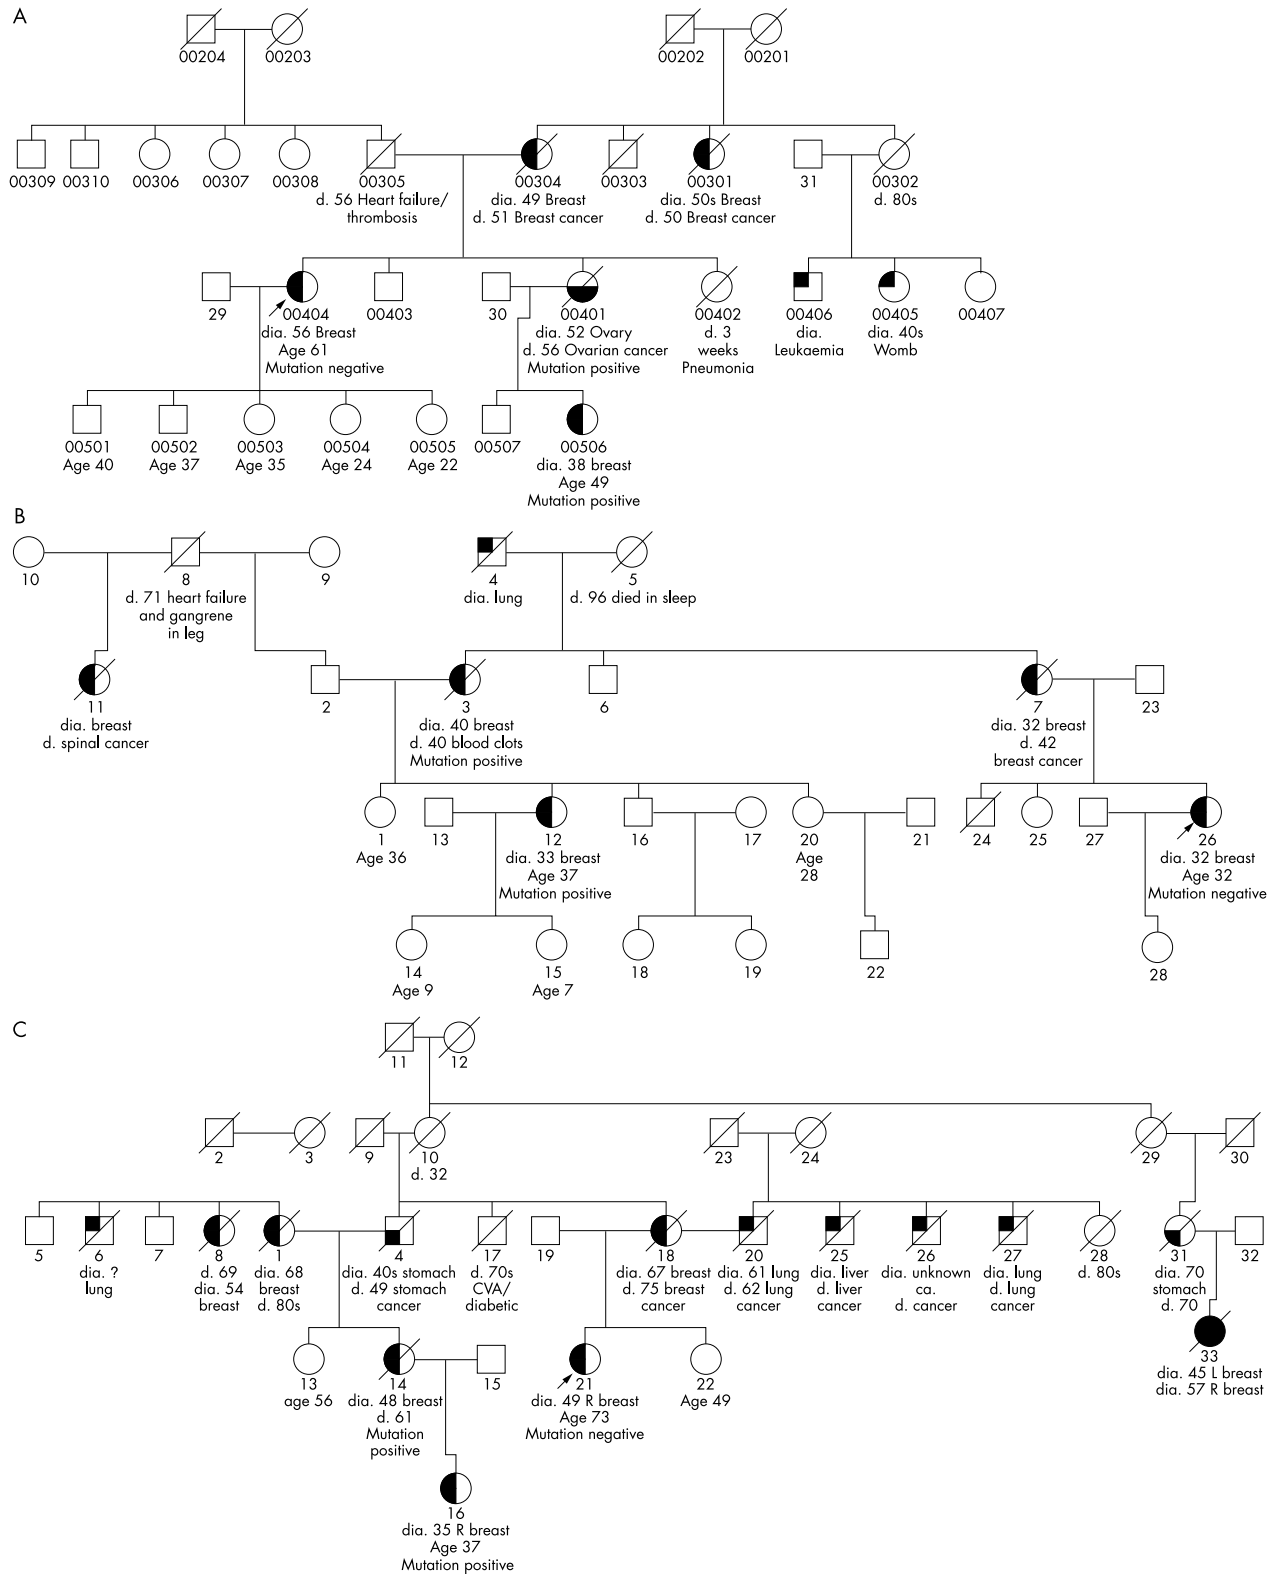 A
00204 00203 00202 00201
00309 00310 00306 00307 00308 00305 00304 00303 00301 31 00302
d. 56 Heart failure/ dia. 49 Breast dia. 50s Breast d. 80s
thrombosis d. 51 Breast cancer d. 50 Breast cancer
29 00404 00403 30 00401 00402 00406 00405 00407
dia. 56 Breast dia. 52 Ovary d. 3 dia. dia. 40s
Age 61 d. 56 Ovarian cancer weeks Leukaemia Womb
Mutation negative Mutation positive Pneumonia
00501 00502 00503 00504 00505 00507 00506
Age 40 Age 37 Age 35 Age 24 Age 22 dia. 38 breast
Age 49
Mutation positive
B
10 8 9 4 5
d. 71 heart failure dia. lung d. 96 died in sleep
and gangrene
in leg
11 2 3 6 7 23
dia. breast dia. 40 breast dia. 32 breast
d. spinal cancer d. 40 blood clots d. 42
Mutation positive breast cancer
1 13 12 16 17 20 21 24 25 27 26
Age 36 dia. 33 breast Age dia. 32 breast
Age 37 28 Age 32
Mutation positive Mutation negative
14 15 18 19 22 28
Age 9 Age 7
C
11 12
2 3 9 10 23 24 29 30
d. 32
5 6 7 8 1 4 17 19 18 20 25 26 27 28 31 32
dia. ? d. 69 dia. 68 dia. 40s stomach d. 70s dia. 67 breast dia. 61 lung dia. liver dia. unknown dia. lung d. 80s dia. 70
lung dia. 54 breast d. 49 stomach CVA/ d. 75 breast d. 62 lung d. liver ca. d. lung stomach
breast d. 80s cancer diabetic cancer cancer cancer d. cancer cancer d. 70
13 14 15 21 22 33
age 56 dia. 48 breast dia. 49 R breast Age 49 dia. 45 L breast
d. 61 Age 73 dia. 57 R breast
Mutation Mutation negative
positive
16
dia. 35 R breast
Age 37
Mutation positive